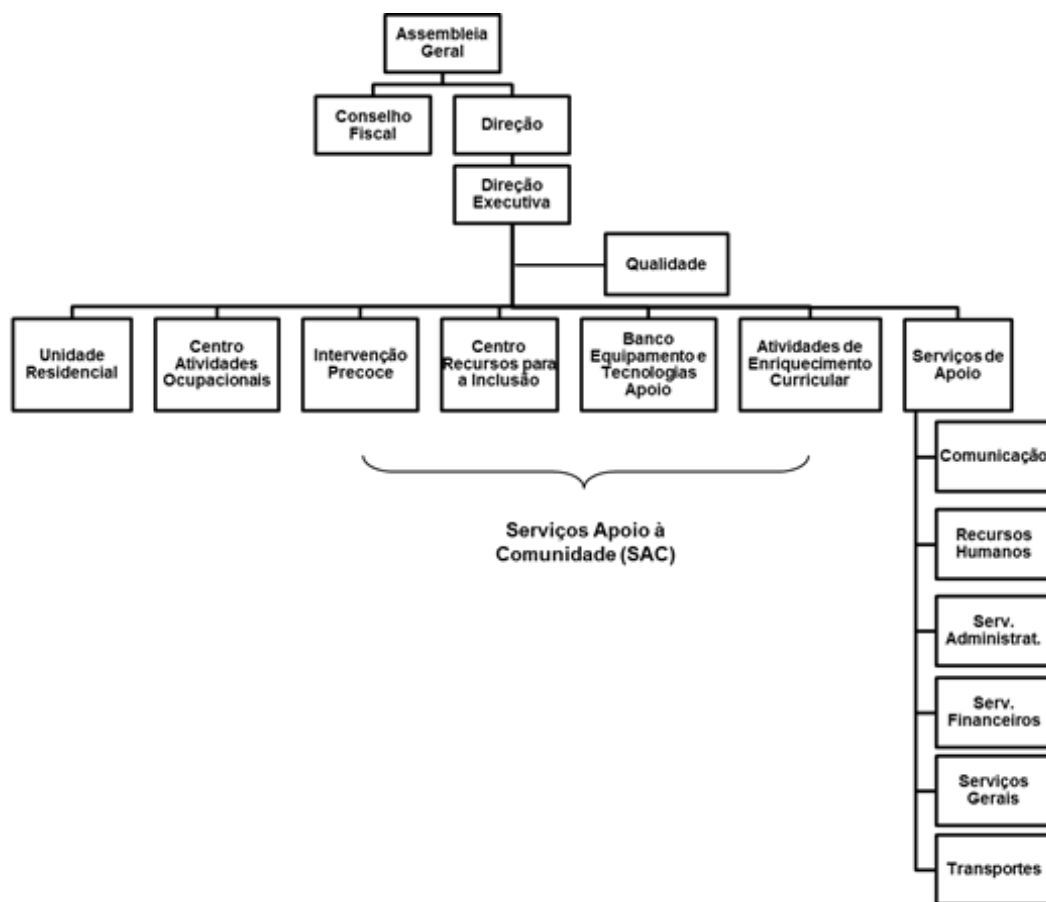 Assembleia
Geral
Conselho
Fiscal
Direção
Direção
Executiva
Qualidade
Unidade
Residencial
Centro
Atividades
Ocupacionais
Intervenção
Precoce
Centro
Recursos para
a Inclusão
Banco
Equipamento e
Tecnologias
Apoio
Atividades de
Enriquecimento
Curricular
Serviços de
Apoio
Comunicação
Recursos
Humanos
Serv.
Administrat.
Serv.
Financeiros
Serviços
Gerais
Transportes
Serviços Apoio à
Comunidade (SAC)